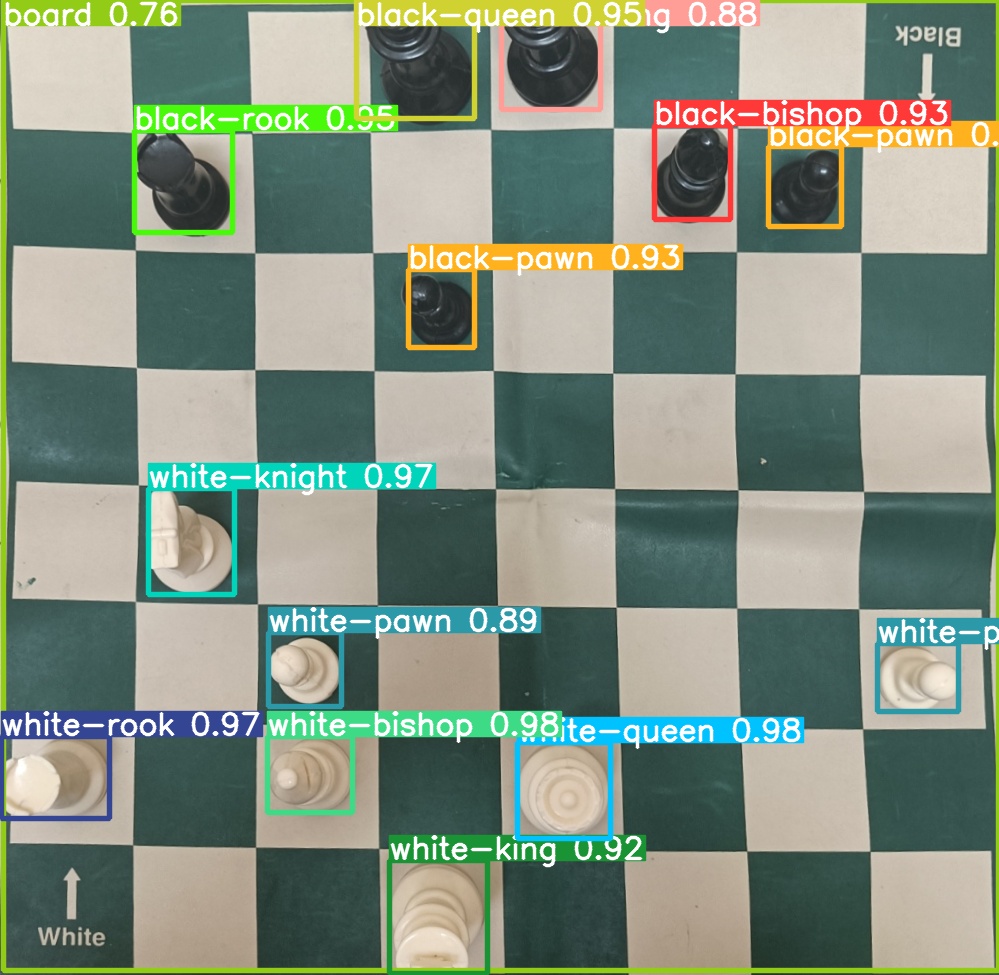 board 0.76
black-queen 0.95
g 0.88
Black
black-rook 0.95
black-bishop 0.93
black-pawn 0.
black-pawn 0.93
white-knight 0.97
white-pawn 0.89
white-p
white-rook 0.97
white-bishop 0.98
white-queen 0.98
white-king 0.92
White